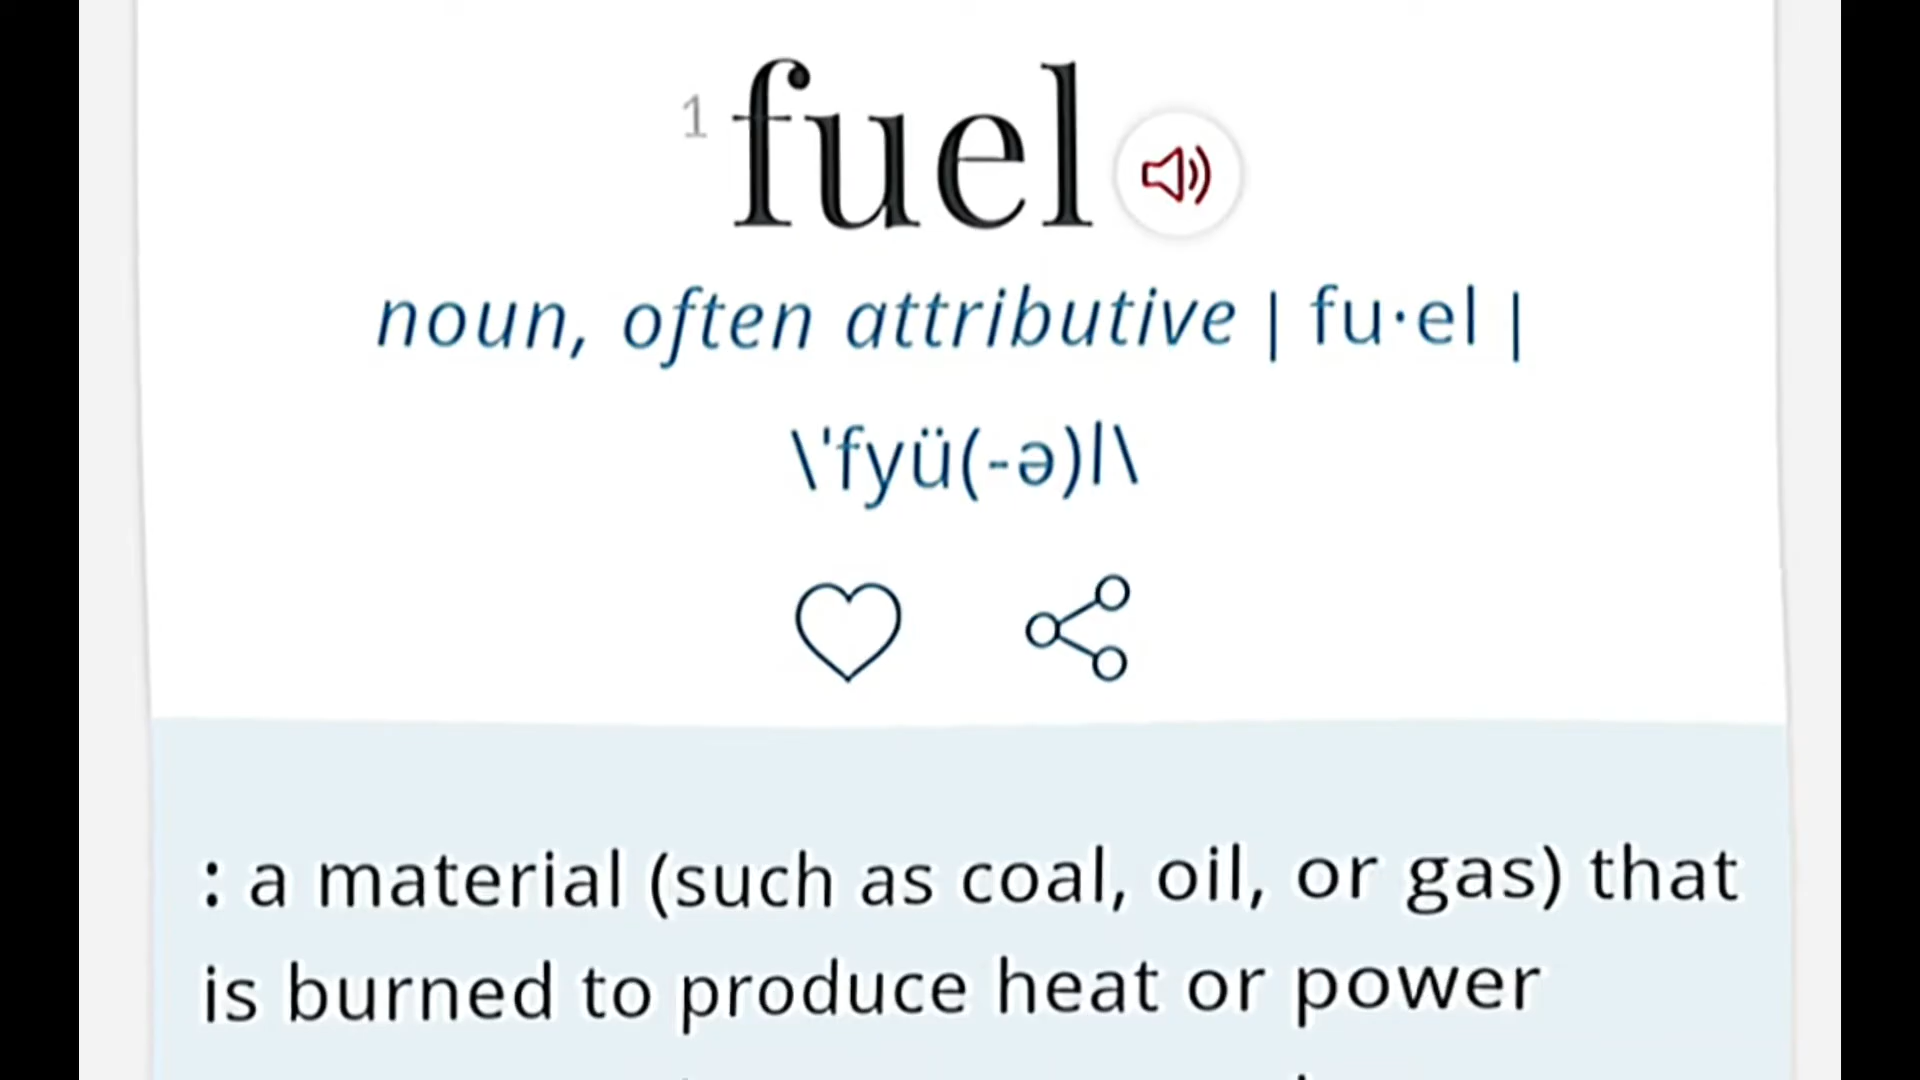 1 fuel
noun, often attributive | fu·el |
\ˈfyü(-ə)l\
: a material (such as coal, oil, or gas) that
is burned to produce heat or power